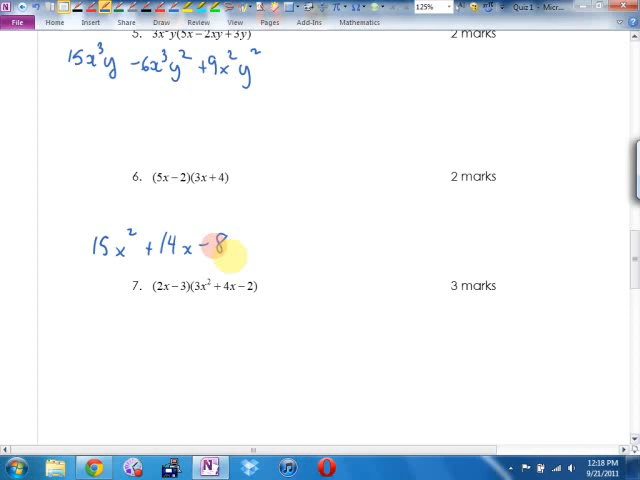 File Home Insert Share Draw Review View Add-Ins Mathematics
125%
Quiz 1 - Micr...
5. 3x²y(5x − 2xy + 3y) 2 marks
15x³y − 6x³y² + 9x²y²
6. (5x − 2)(3x + 4) 2 marks
15x² + 14x − 8
7. (2x − 3)(3x² + 4x − 2) 3 marks
12:18 PM
9/21/2011